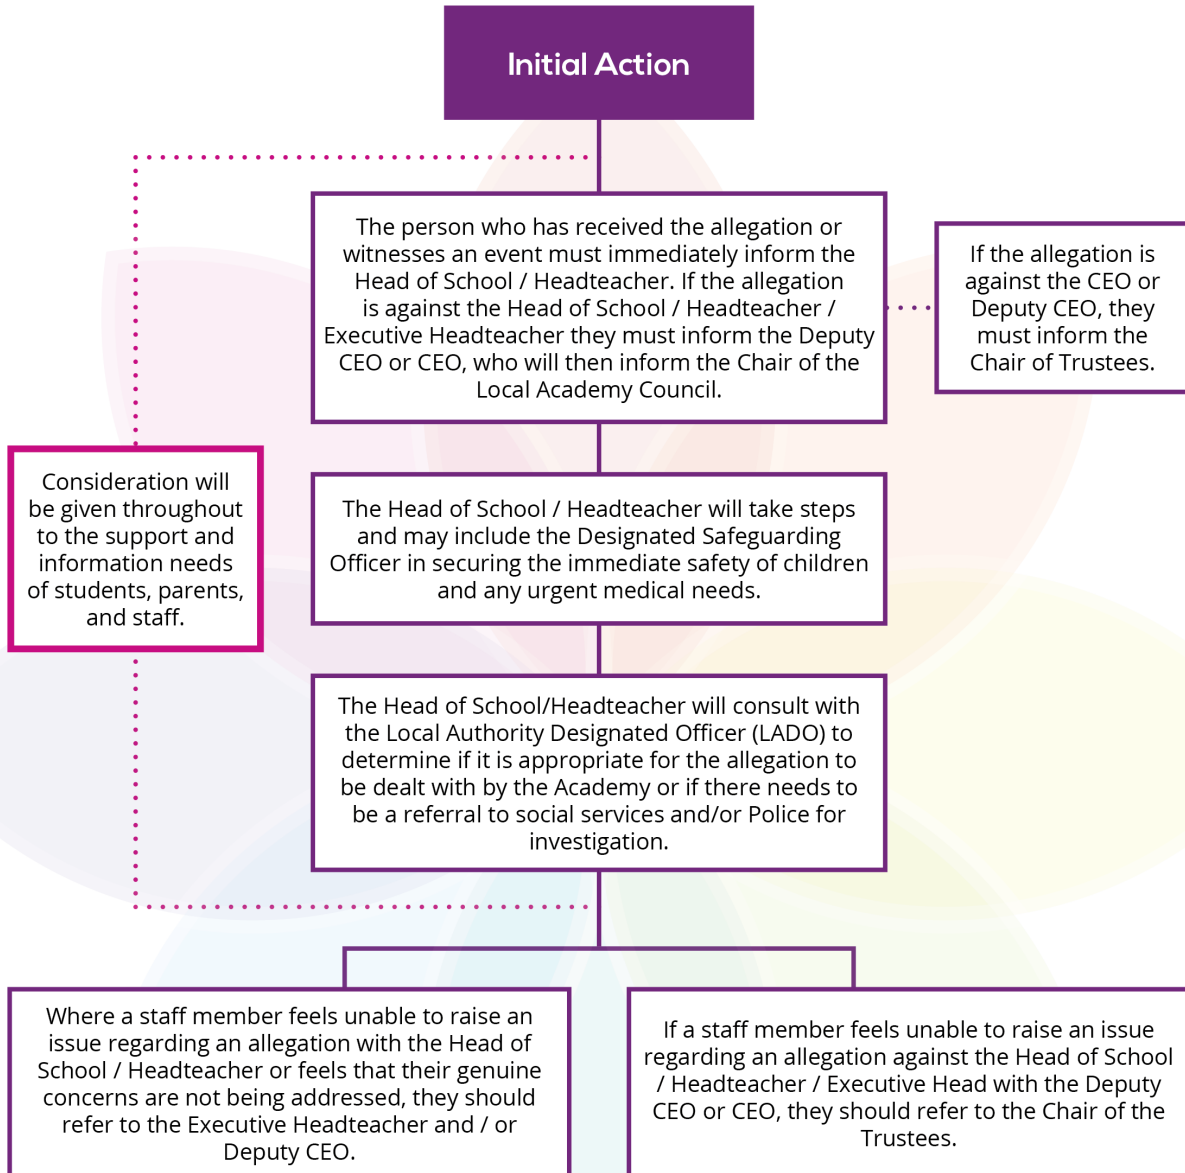 Initial Action
The person who has received the allegation or
witnesses an event must immediately inform the
Head of School / Headteacher. If the allegation
is against the Head of School / Headteacher /
Executive Headteacher they must inform the Deputy
CEO or CEO, who will then inform the Chair of the
Local Academy Council.
If the allegation is
against the CEO or
Deputy CEO, they
must inform the
Chair of Trustees.
Consideration will
be given throughout
to the support and
information needs
of students, parents,
and staff.
The Head of School / Headteacher will take steps
and may include the Designated Safeguarding
Officer in securing the immediate safety of children
and any urgent medical needs.
The Head of School/Headteacher will consult with
the Local Authority Designated Officer (LADO) to
determine if it is appropriate for the allegation to
be dealt with by the Academy or if there needs to
be a referral to social services and/or Police for
investigation.
Where a staff member feels unable to raise an
issue regarding an allegation with the Head of
School / Headteacher or feels that their genuine
concerns are not being addressed, they should
refer to the Executive Headteacher and / or
Deputy CEO.
If a staff member feels unable to raise an issue
regarding an allegation against the Head of School
/ Headteacher / Executive Head with the Deputy
CEO or CEO, they should refer to the Chair of the
Trustees.